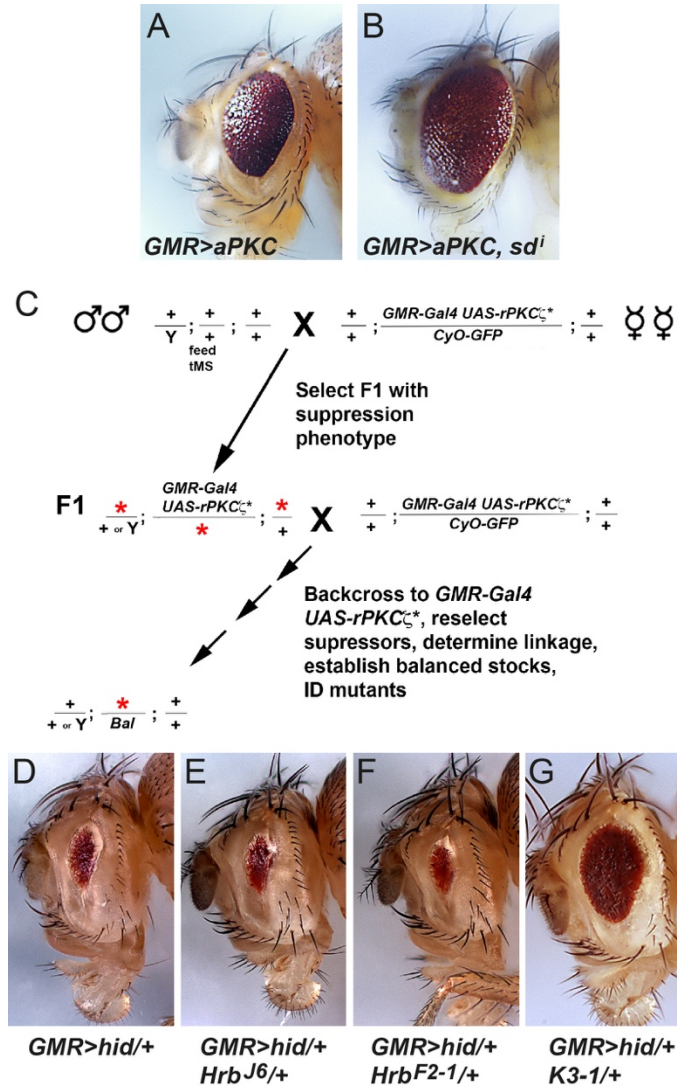 A
B
GMR>aPKC
GMR>aPKC, sdⁱ
C
♂♂ + / Y ; + / + ; + / + X + / + ; GMR-Gal4 UAS-rPKCζ* / CyO-GFP ; + / + ☿☿
feed
tMS
Select F1 with
suppression
phenotype
F1 * / + or Y ; GMR-Gal4 UAS-rPKCζ* / * ; * / + X + / + ; GMR-Gal4 UAS-rPKCζ* / CyO-GFP ; + / +
Backcross to GMR-Gal4
UAS-rPKCζ*, reselect
supressors, determine linkage,
establish balanced stocks,
ID mutants
+ / + or Y ; * / Bal ; + / +
D
E
F
G
GMR>hid/+
GMR>hid/+
Hrb^J6/+
GMR>hid/+
Hrb^F2-1/+
GMR>hid/+
K3-1/+